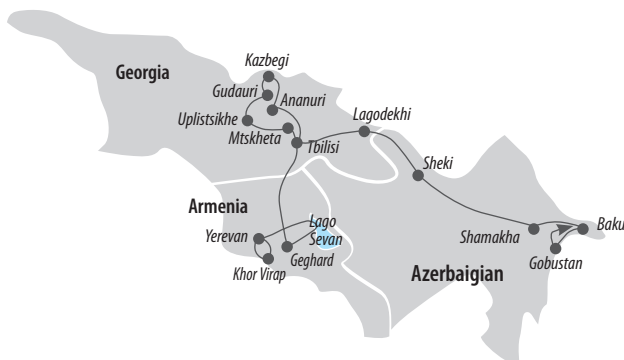 Kazbegi
Georgia
Gudauri
Ananuri
Uplistsikhe
Lagodekhi
Mtskheta
Tbilisi
Sheki
Armenia
Lago
Sevan
Yerevan
Baku
Shamakha
Geghard
Gobustan
Khor Virap
Azerbaigian